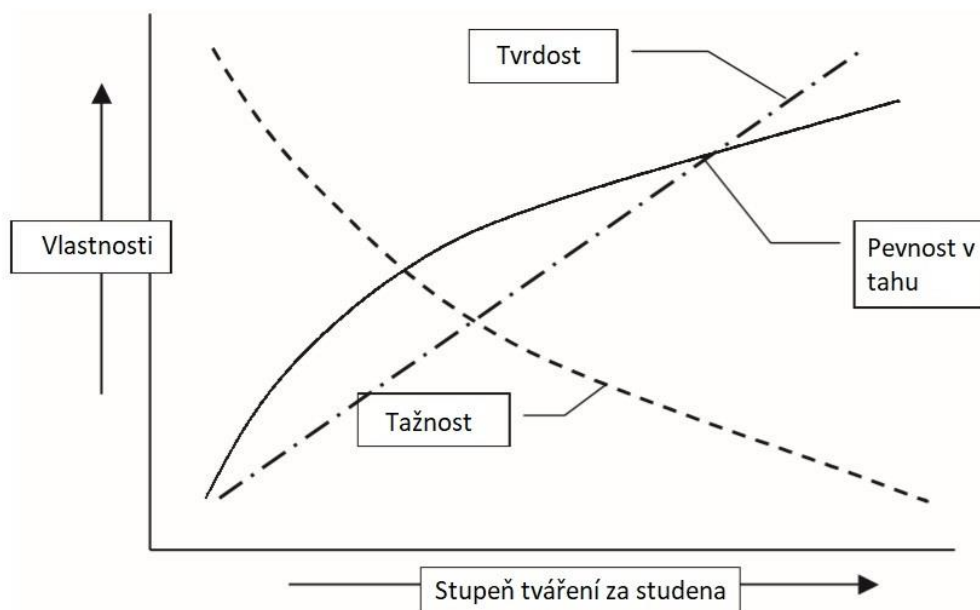 Tvrdost
Vlastnosti
Pevnost v
tahu
Tažnost
Stupeň tváření za studena